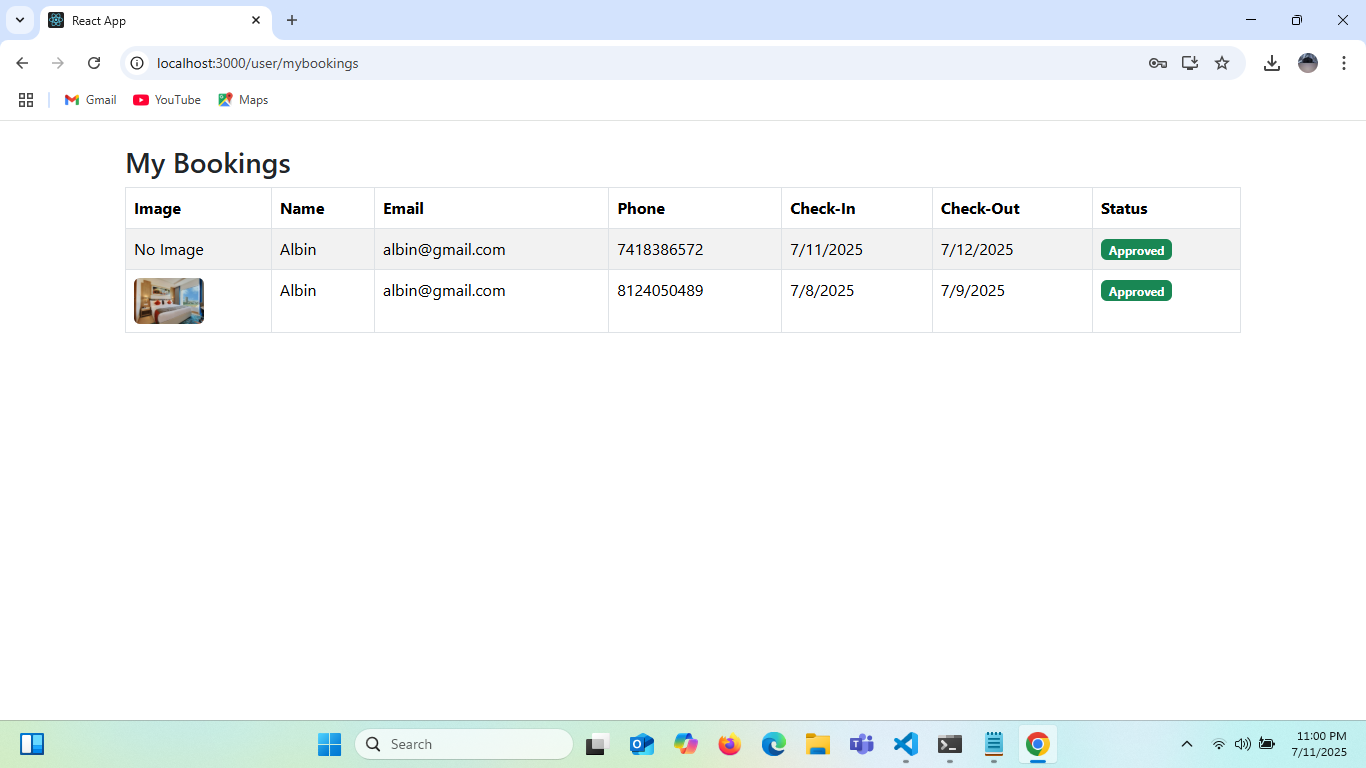 React App
localhost:3000/user/mybookings
Gmail YouTube Maps
My Bookings
Image Name Email Phone Check-In Check-Out Status
No Image Albin albin@gmail.com 7418386572 7/11/2025 7/12/2025 Approved
Albin albin@gmail.com 8124050489 7/8/2025 7/9/2025 Approved
Search
11:00 PM
7/11/2025